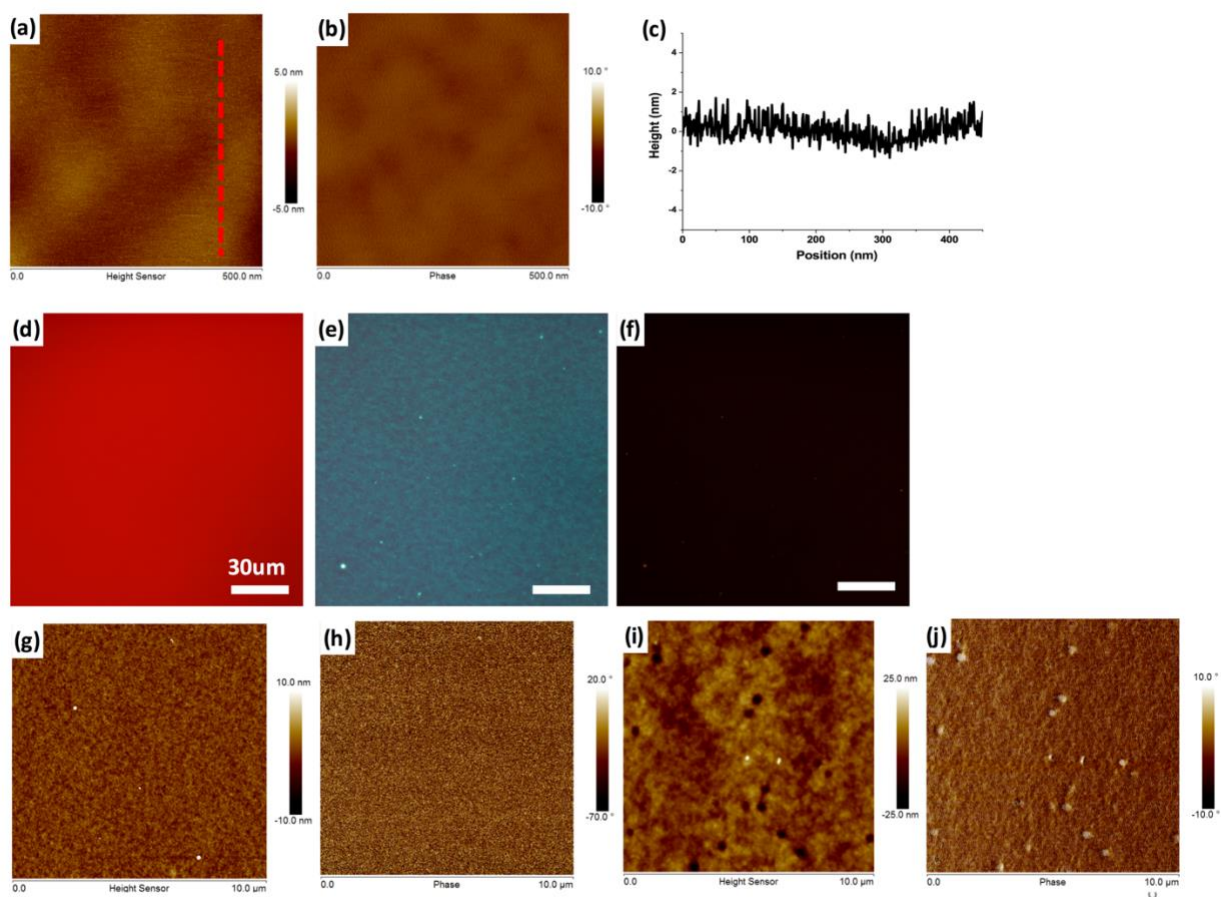 (a)
5.0 nm
-5.0 nm
0.0 Height Sensor 500.0 nm
(b)
10.0 °
-10.0 °
0.0 Phase 500.0 nm
(c)
4
2
0
-2
-4
Height (nm)
0 100 200 300 400
Position (nm)
(d)
30um
(e)
(f)
(g)
10.0 nm
-10.0 nm
0.0 Height Sensor 10.0 µm
(h)
20.0 °
-70.0 °
0.0 Phase 10.0 µm
(i)
25.0 nm
-25.0 nm
0.0 Height Sensor 10.0 µm
(j)
10.0 °
-10.0 °
0.0 Phase 10.0 µm